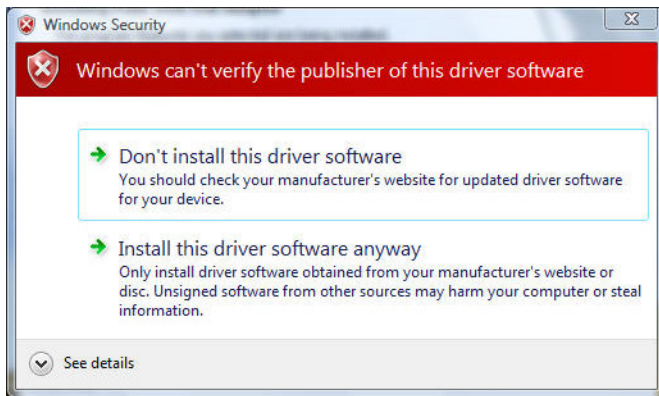 Windows Security
Windows can't verify the publisher of this driver software
Don't install this driver software
You should check your manufacturer's website for updated driver software
for your device.
Install this driver software anyway
Only install driver software obtained from your manufacturer's website or
disc. Unsigned software from other sources may harm your computer or steal
information.
See details